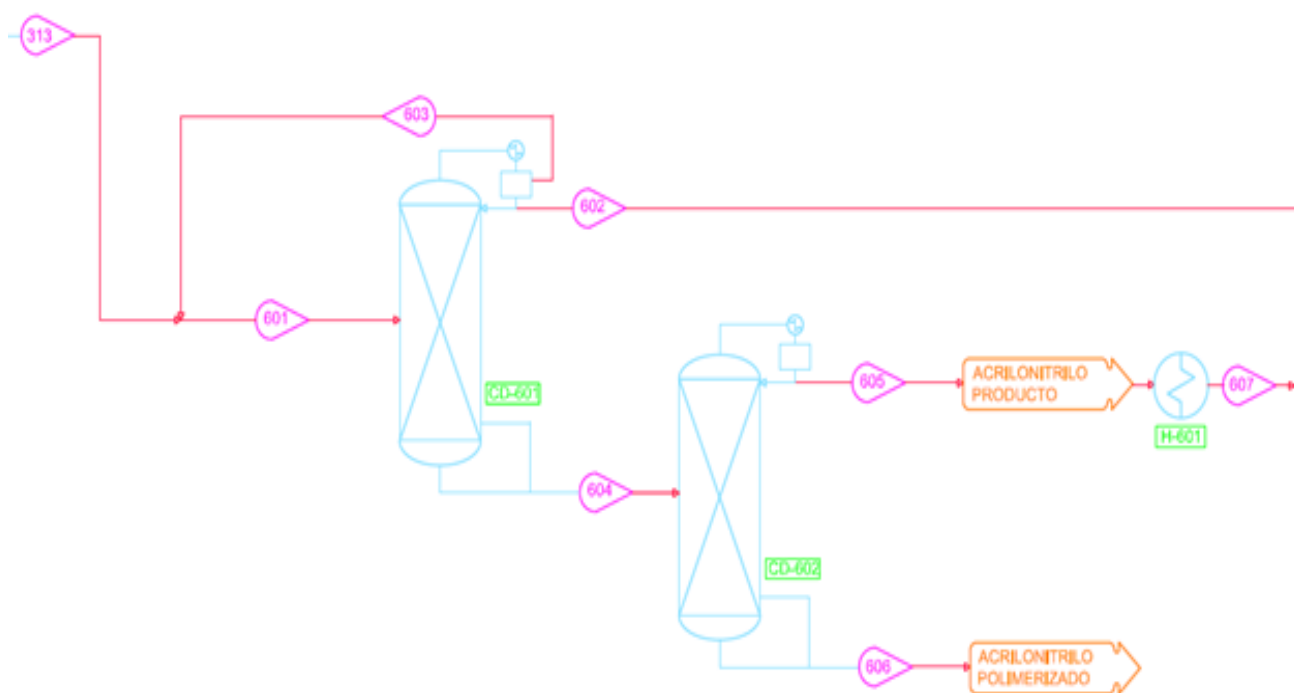 313
603
602
601
CD-601
605
ACRILONITRILO
PRODUCTO
607
H-601
604
CD-602
606
ACRILONITRILO
POLIMERIZADO